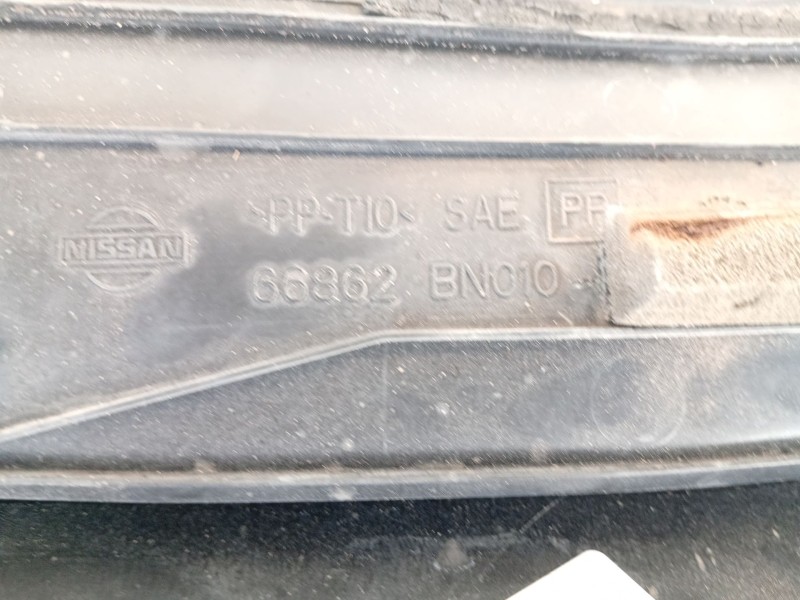 >PP-T10< SAE PP
NISSAN
66862 BN010